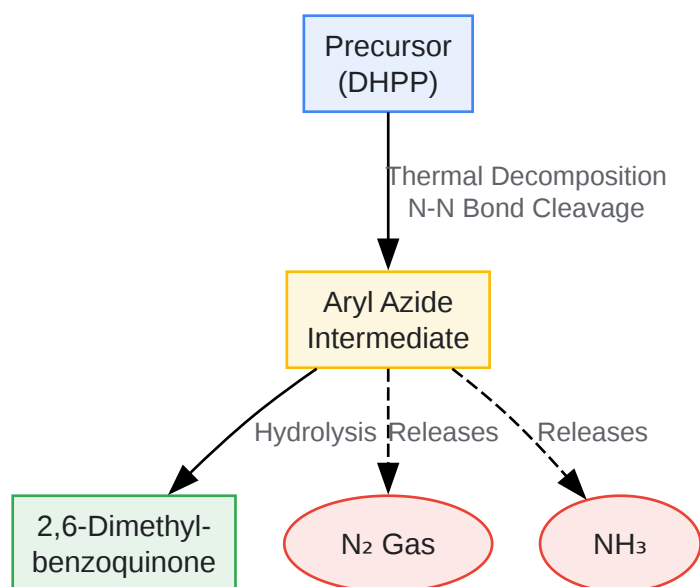 Precursor
(DHPP)
Thermal Decomposition
N-N Bond Cleavage
Aryl Azide
Intermediate
Hydrolysis
Releases
Releases
2,6-Dimethyl-
benzoquinone
N₂ Gas
NH₃